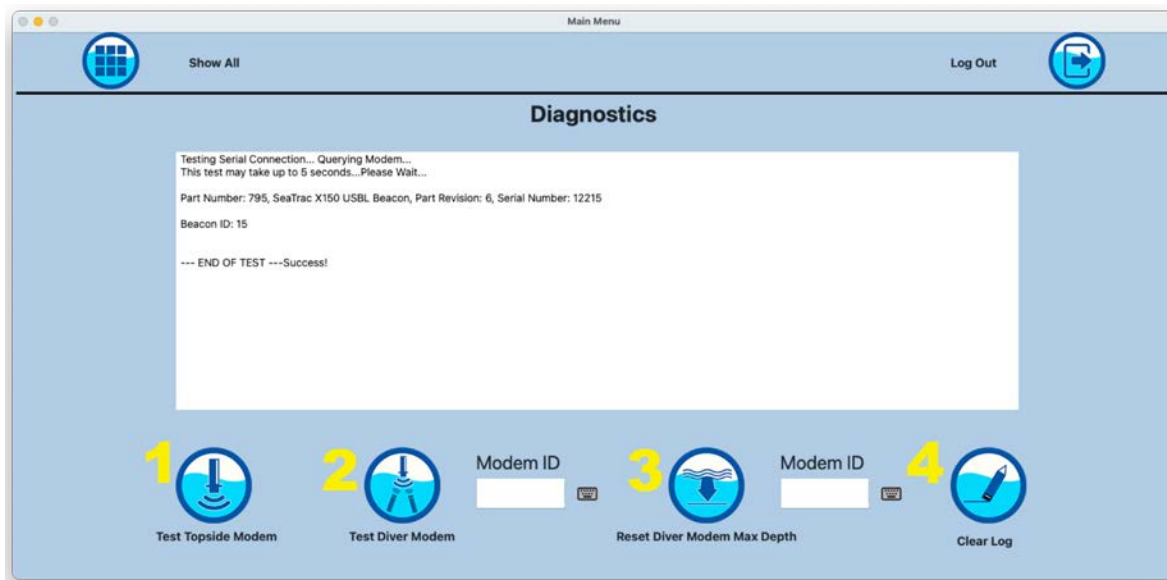 Main Menu
Show All
Log Out
Diagnostics
Testing Serial Connection... Querying Modem...
This test may take up to 5 seconds...Please Wait...
Part Number: 795, SeaTrac X150 USBL Beacon, Part Revision: 6, Serial Number: 12215
Beacon ID: 15
--- END OF TEST ---Success!
1
2
Modem ID
3
Modem ID
4
Test Topside Modem
Test Diver Modem
Reset Diver Modem Max Depth
Clear Log